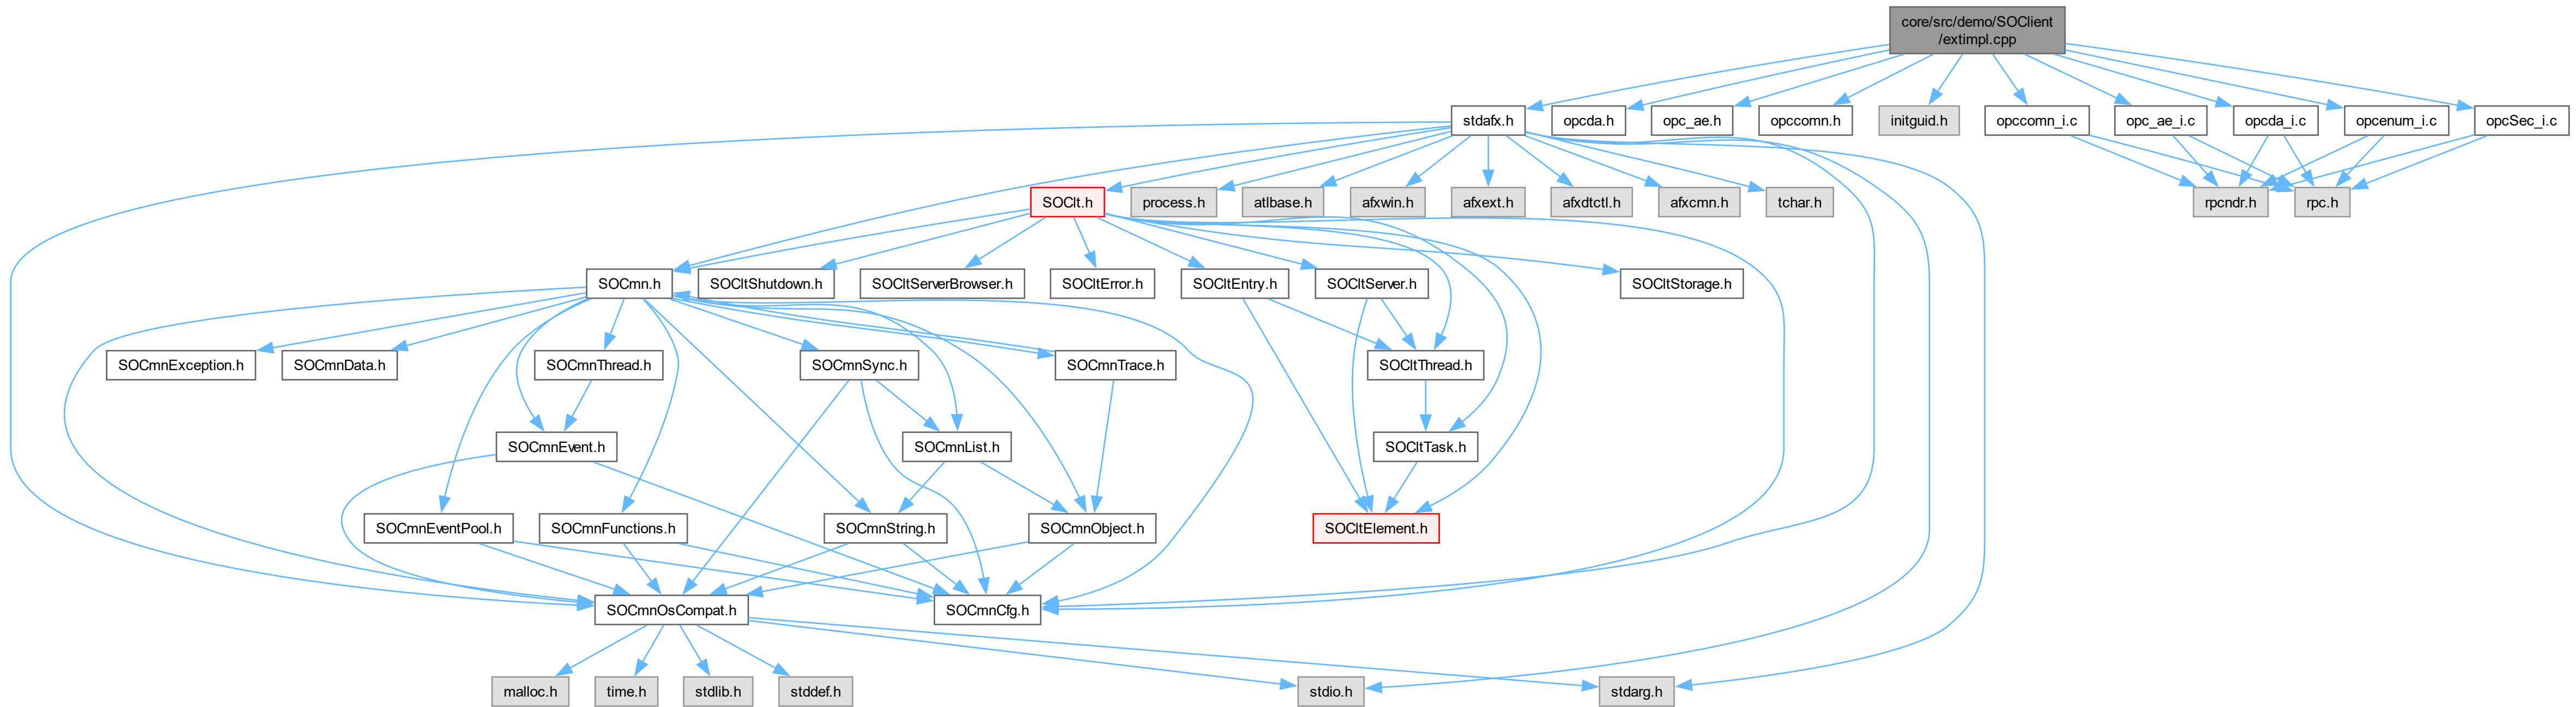 core/src/demo/SOClient
/extimpl.cpp
stdafx.h
opcda.h
opc_ae.h
opccomn.h
initguid.h
opccomn_i.c
opc_ae_i.c
opcda_i.c
opcenum_i.c
opcSec_i.c
SOClt.h
process.h
atlbase.h
afxwin.h
afxext.h
afxdtctl.h
afxcmn.h
tchar.h
rpcndr.h
rpc.h
SOCmn.h
SOCltShutdown.h
SOCltServerBrowser.h
SOCltError.h
SOCltEntry.h
SOCltServer.h
SOCltStorage.h
SOCmnException.h
SOCmnData.h
SOCmnThread.h
SOCmnSync.h
SOCmnTrace.h
SOCltThread.h
SOCmnEvent.h
SOCmnList.h
SOCltTask.h
SOCmnEventPool.h
SOCmnFunctions.h
SOCmnString.h
SOCmnObject.h
SOCltElement.h
SOCmnOsCompat.h
SOCmnCfg.h
malloc.h
time.h
stdlib.h
stddef.h
stdio.h
stdarg.h